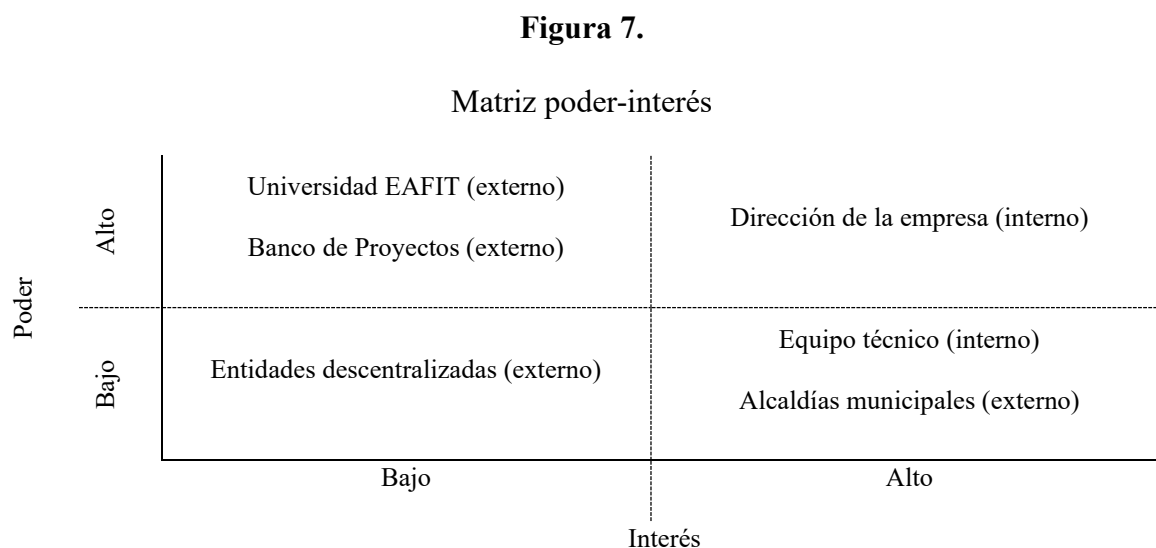 Figura 7.
Matriz poder-interés
Poder
Alto
Universidad EAFIT (externo)
Banco de Proyectos (externo)
Dirección de la empresa (interno)
Bajo
Entidades descentralizadas (externo)
Equipo técnico (interno)
Alcaldías municipales (externo)
Bajo
Alto
Interés